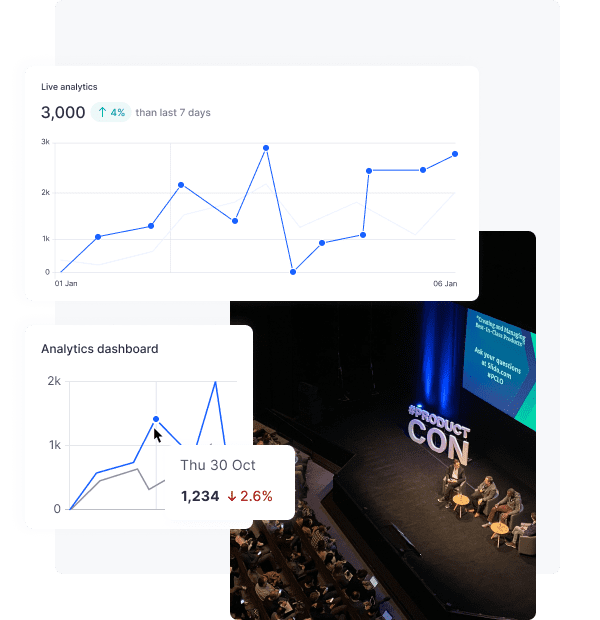 Live analytics
3,000 ↑ 4% than last 7 days
3k
2k
1k
0
01 Jan 06 Jan
Analytics dashboard
2k
1k
0
Thu 30 Oct
1,234 ↓ 2.6%
"Creating and Managing
Best-In-Class Products"
Ask your questions
at Slido.com
#PCLO
#PRODUCT
CON